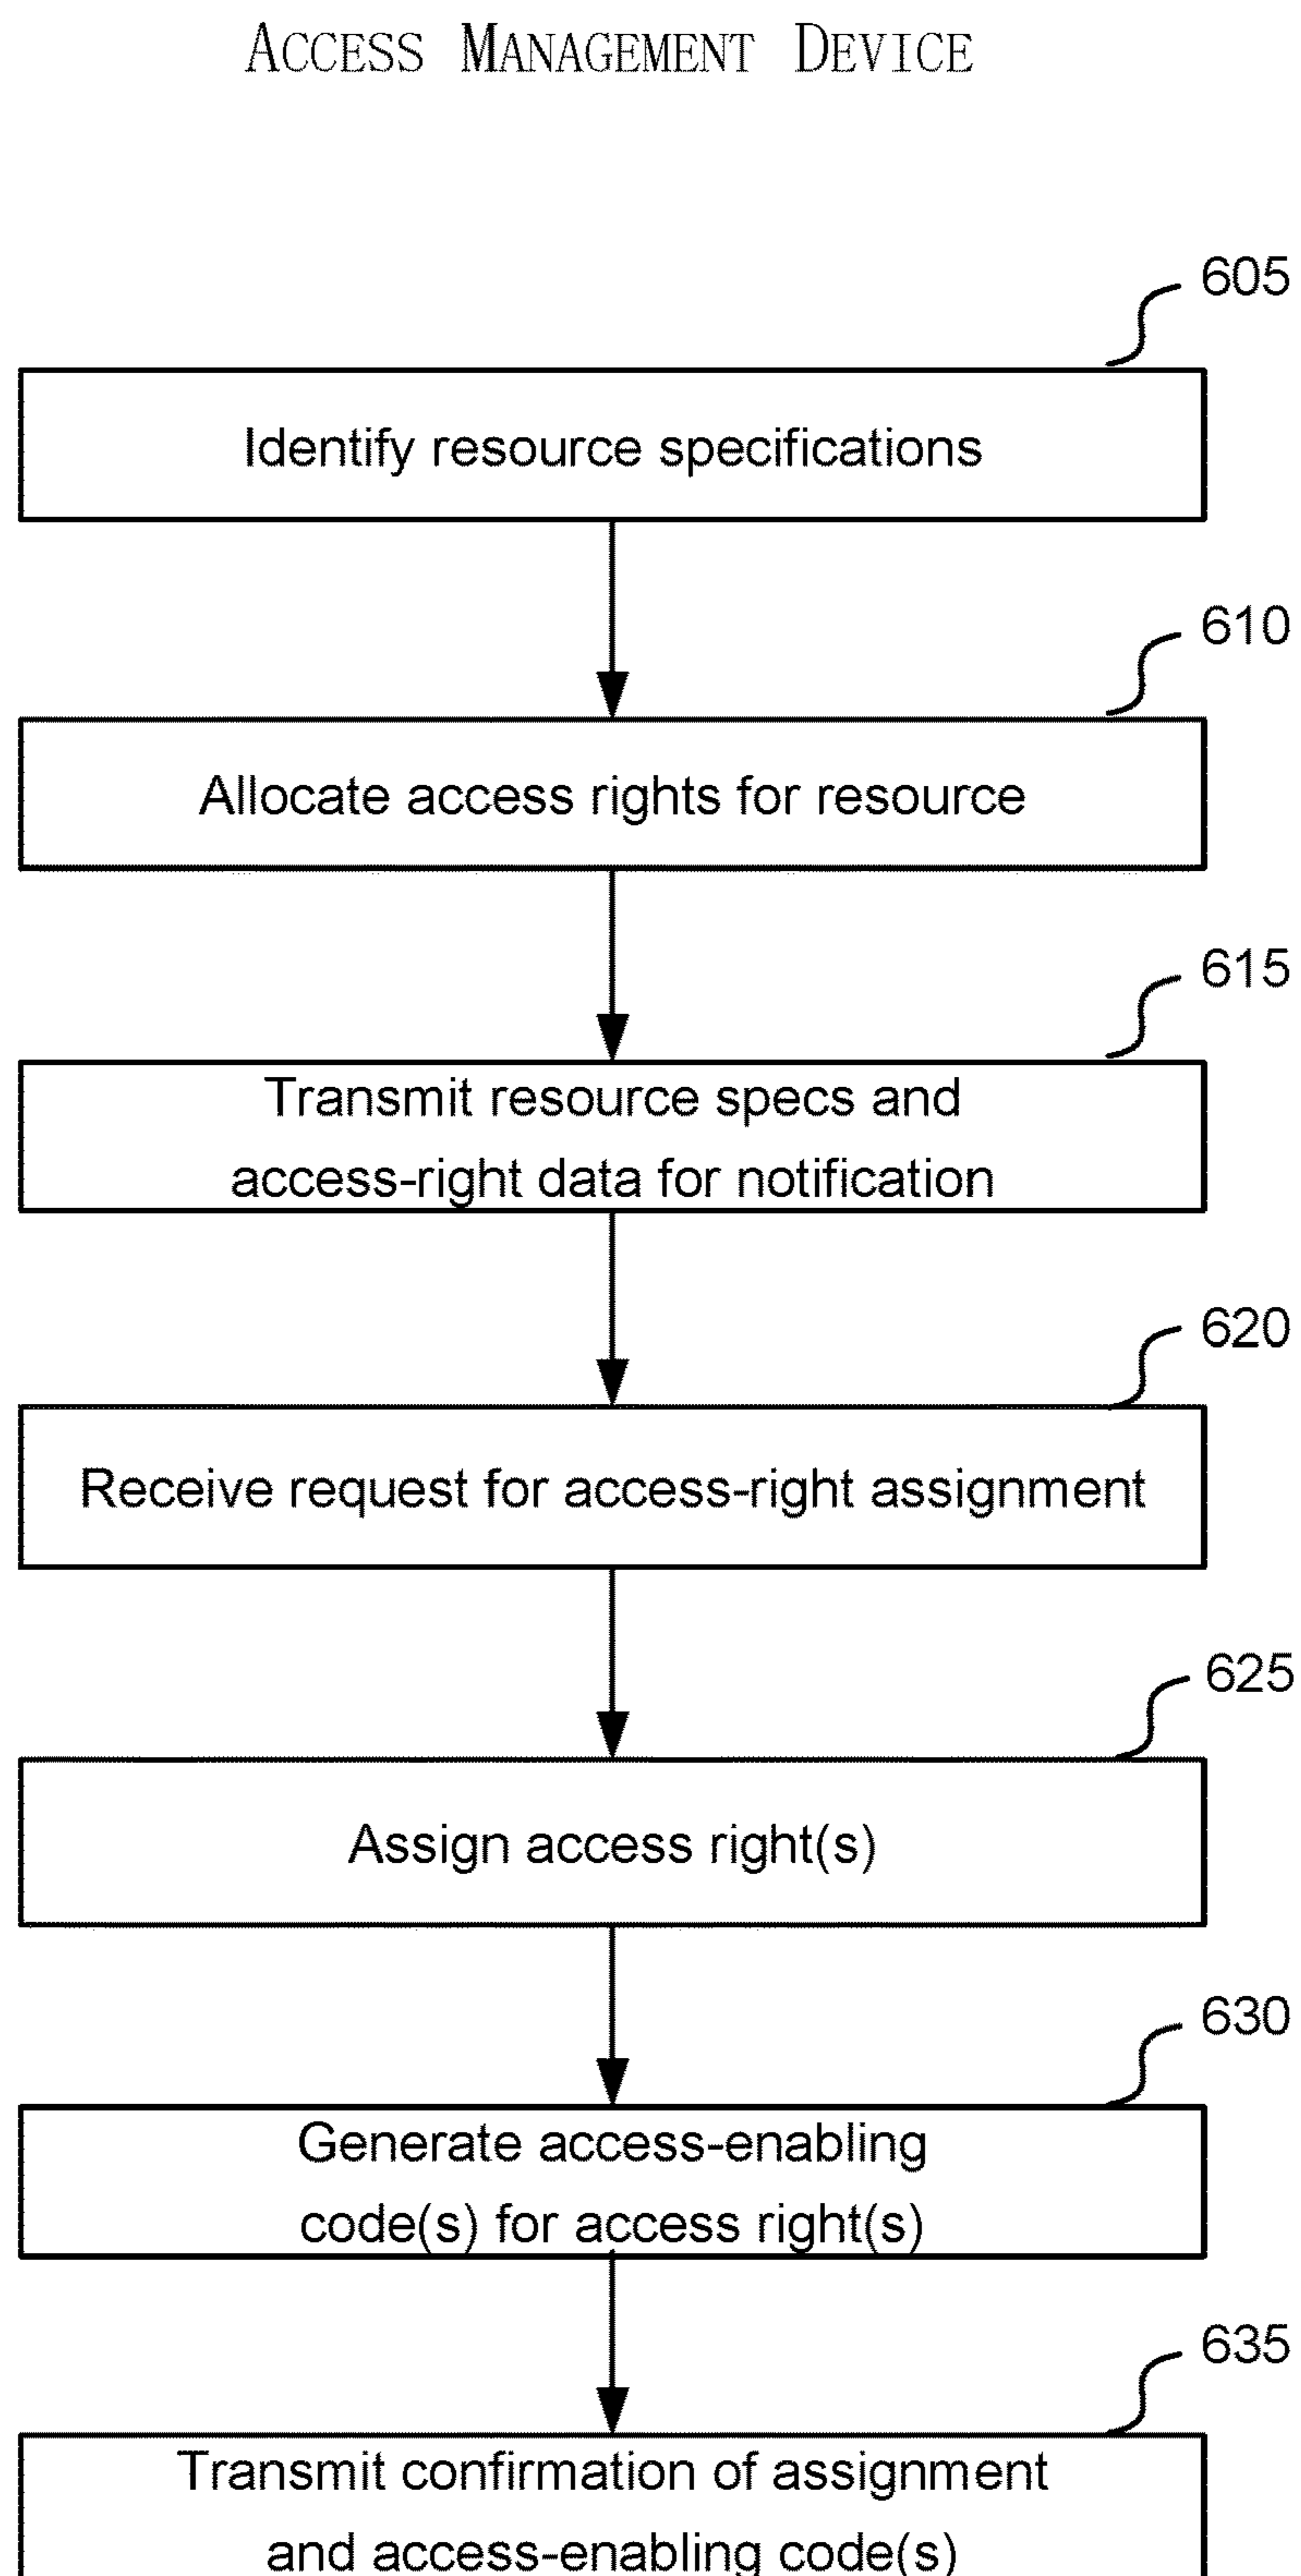 ACCESS MANAGEMENT DEVICE
605
Identify resource specifications
610
Allocate access rights for resource
615
Transmit resource specs and
access-right data for notification
620
Receive request for access-right assignment
625
Assign access right(s)
630
Generate access-enabling
code(s) for access right(s)
635
Transmit confirmation of assignment
and access-enabling code(s)